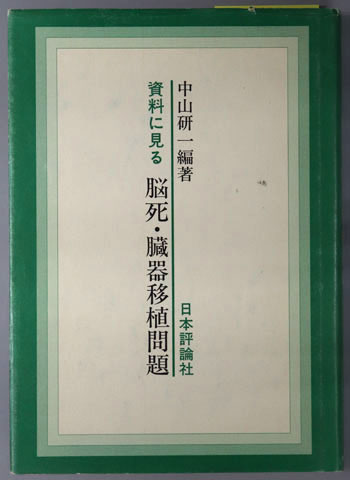 中山研一編著
資料に見る 脳死・臓器移植問題
日本評論社